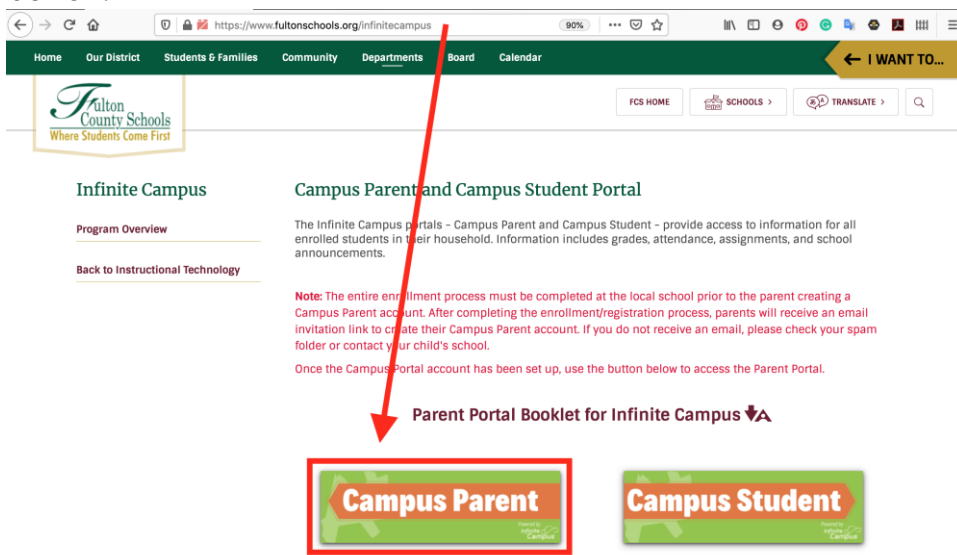 https://www.fultonschools.org/infinitecampus
90%
Home Our District Students & Families Community Departments Board Calendar
I WANT TO...
Fulton
County Schools
Where Students Come First
FCS HOME
SCHOOLS >
TRANSLATE >
Infinite Campus
Program Overview
Back to Instructional Technology
Campus Parent and Campus Student Portal
The Infinite Campus portals - Campus Parent and Campus Student - provide access to information for all
enrolled students in their household. Information includes grades, attendance, assignments, and school
announcements.
Note: The entire enrollment process must be completed at the local school prior to the parent creating a
Campus Parent account. After completing the enrollment/registration process, parents will receive an email
invitation link to create their Campus Parent account. If you do not receive an email, please check your spam
folder or contact your child's school.
Once the Campus Portal account has been set up, use the button below to access the Parent Portal.
Parent Portal Booklet for Infinite Campus
Campus Parent
Powered by
Infinite
Campus
Campus Student
Powered by
Infinite
Campus